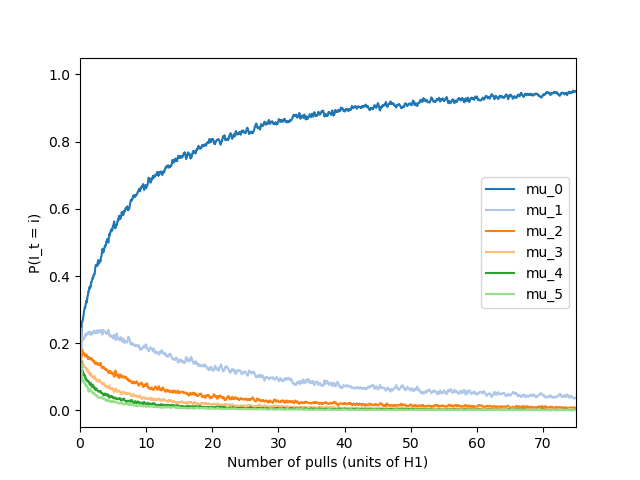 1.0
0.8
0.6
0.4
0.2
0.0
P(I_t = i)
mu_0
mu_1
mu_2
mu_3
mu_4
mu_5
0 10 20 30 40 50 60 70
Number of pulls (units of H1)